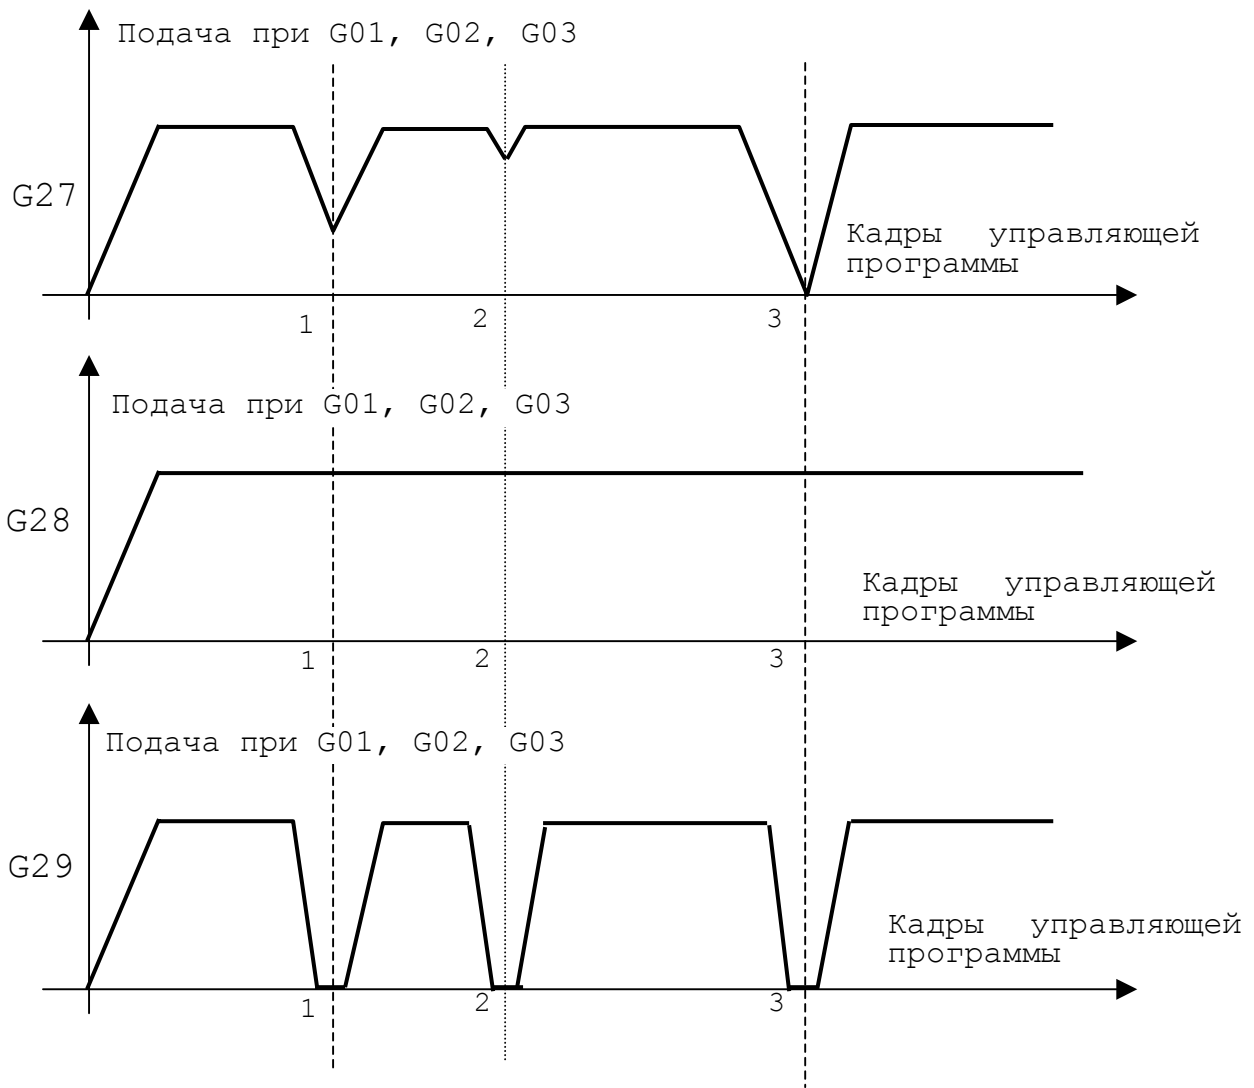 Подача при G01, G02, G03
G27
Кадры управляющей
программы
1 2 3
Подача при G01, G02, G03
G28
Кадры управляющей
программы
1 2 3
Подача при G01, G02, G03
G29
Кадры управляющей
программы
1 2 3